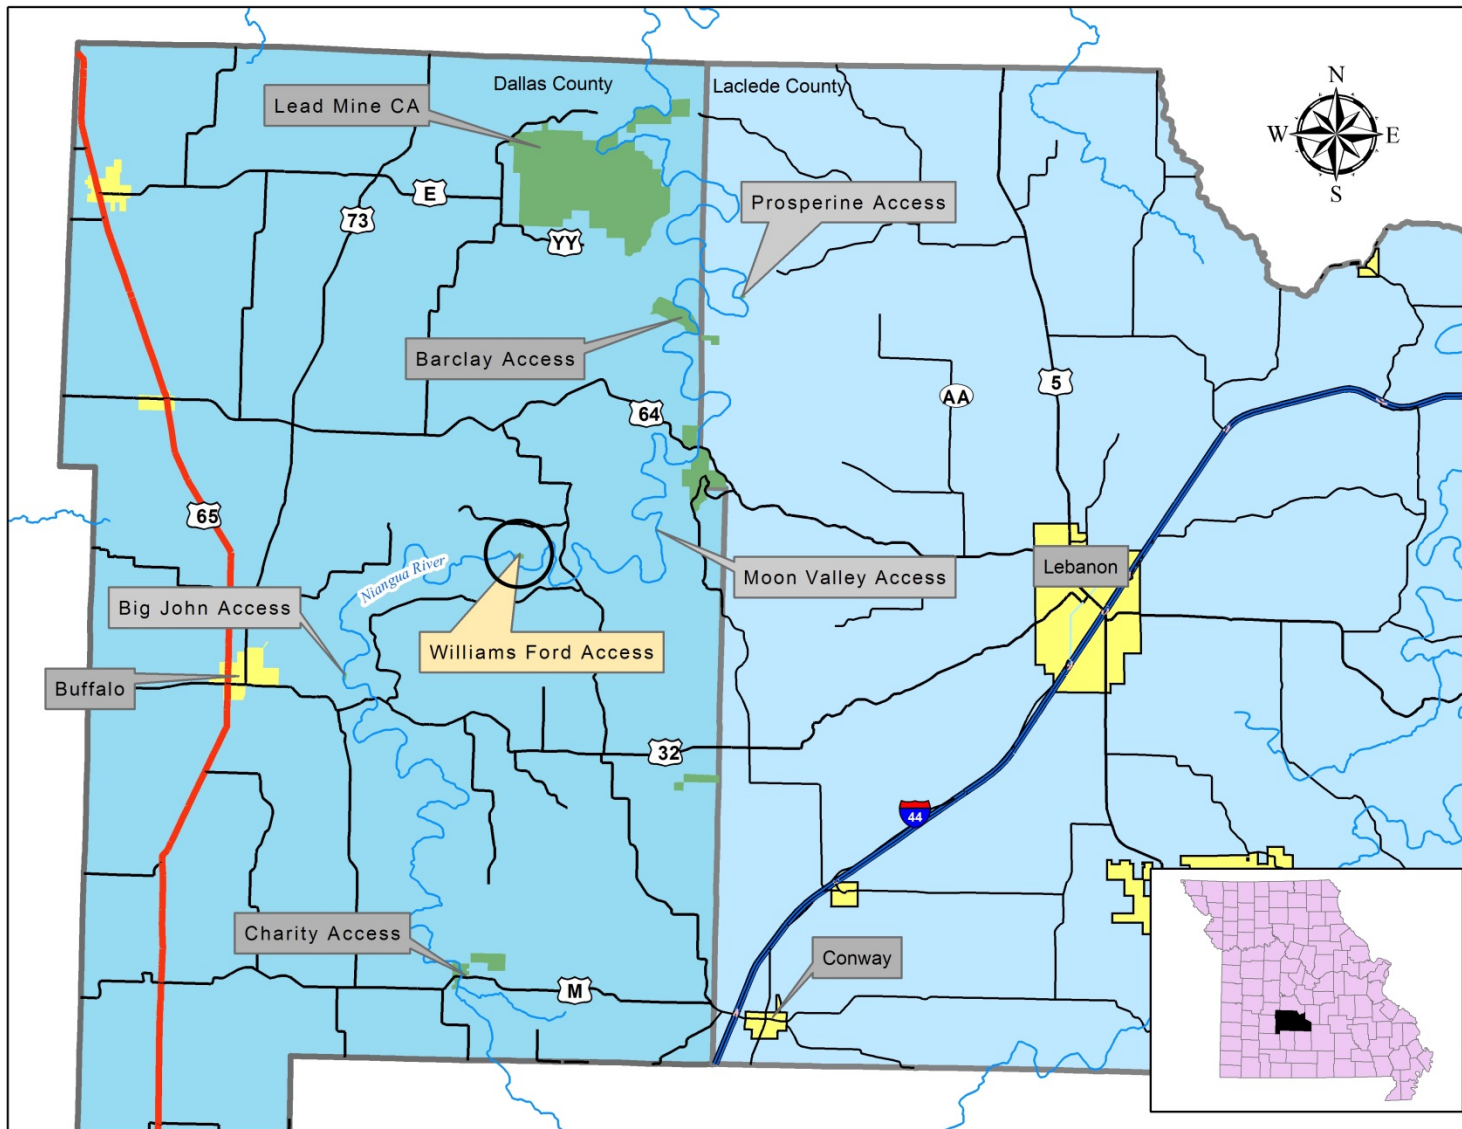 Dallas County
Laclede County
Lead Mine CA
N
W
E
S
E
73
YY
Prosperine Access
Barclay Access
5
AA
64
65
Niangua River
Moon Valley Access
Lebanon
Big John Access
Williams Ford Access
Buffalo
32
44
Charity Access
Conway
M